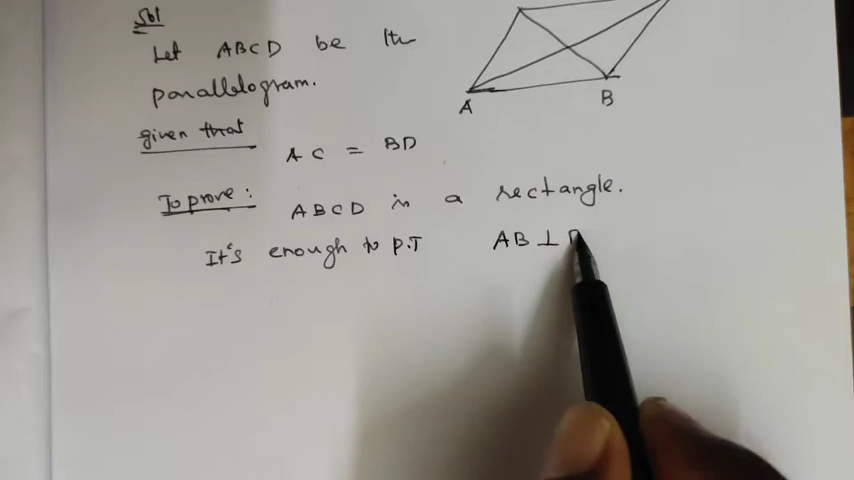 Sol
Let ABCD be the
parallelogram.
given that
AC = BD
To prove: ABCD is a rectangle.
It's enough to P.T AB ⊥
A
B